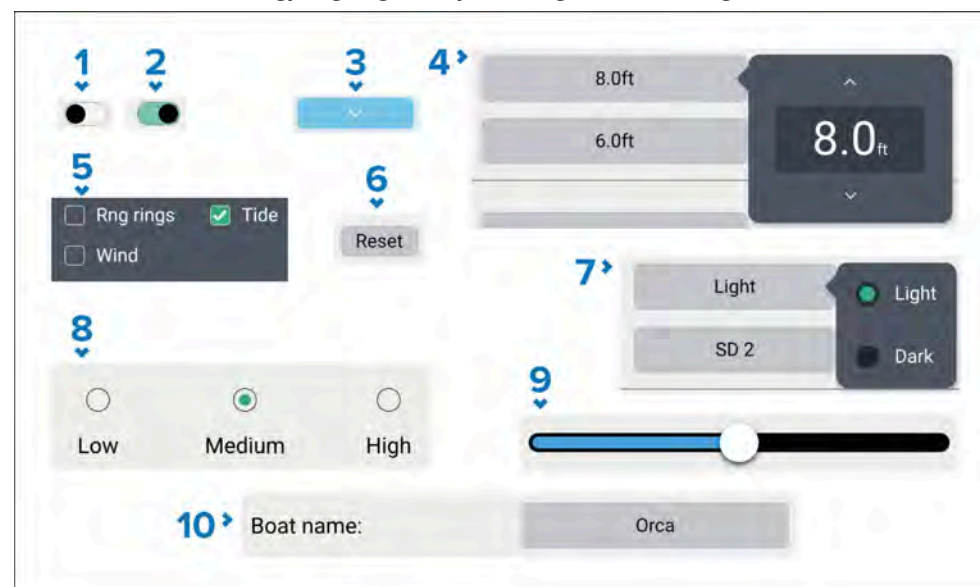 1
2
3
4
8.0ft
6.0ft
8.0ft
5
Rng rings
Tide
Wind
6
Reset
7
Light
SD 2
Light
Dark
8
Low
Medium
High
9
10
Boat name:
Orca